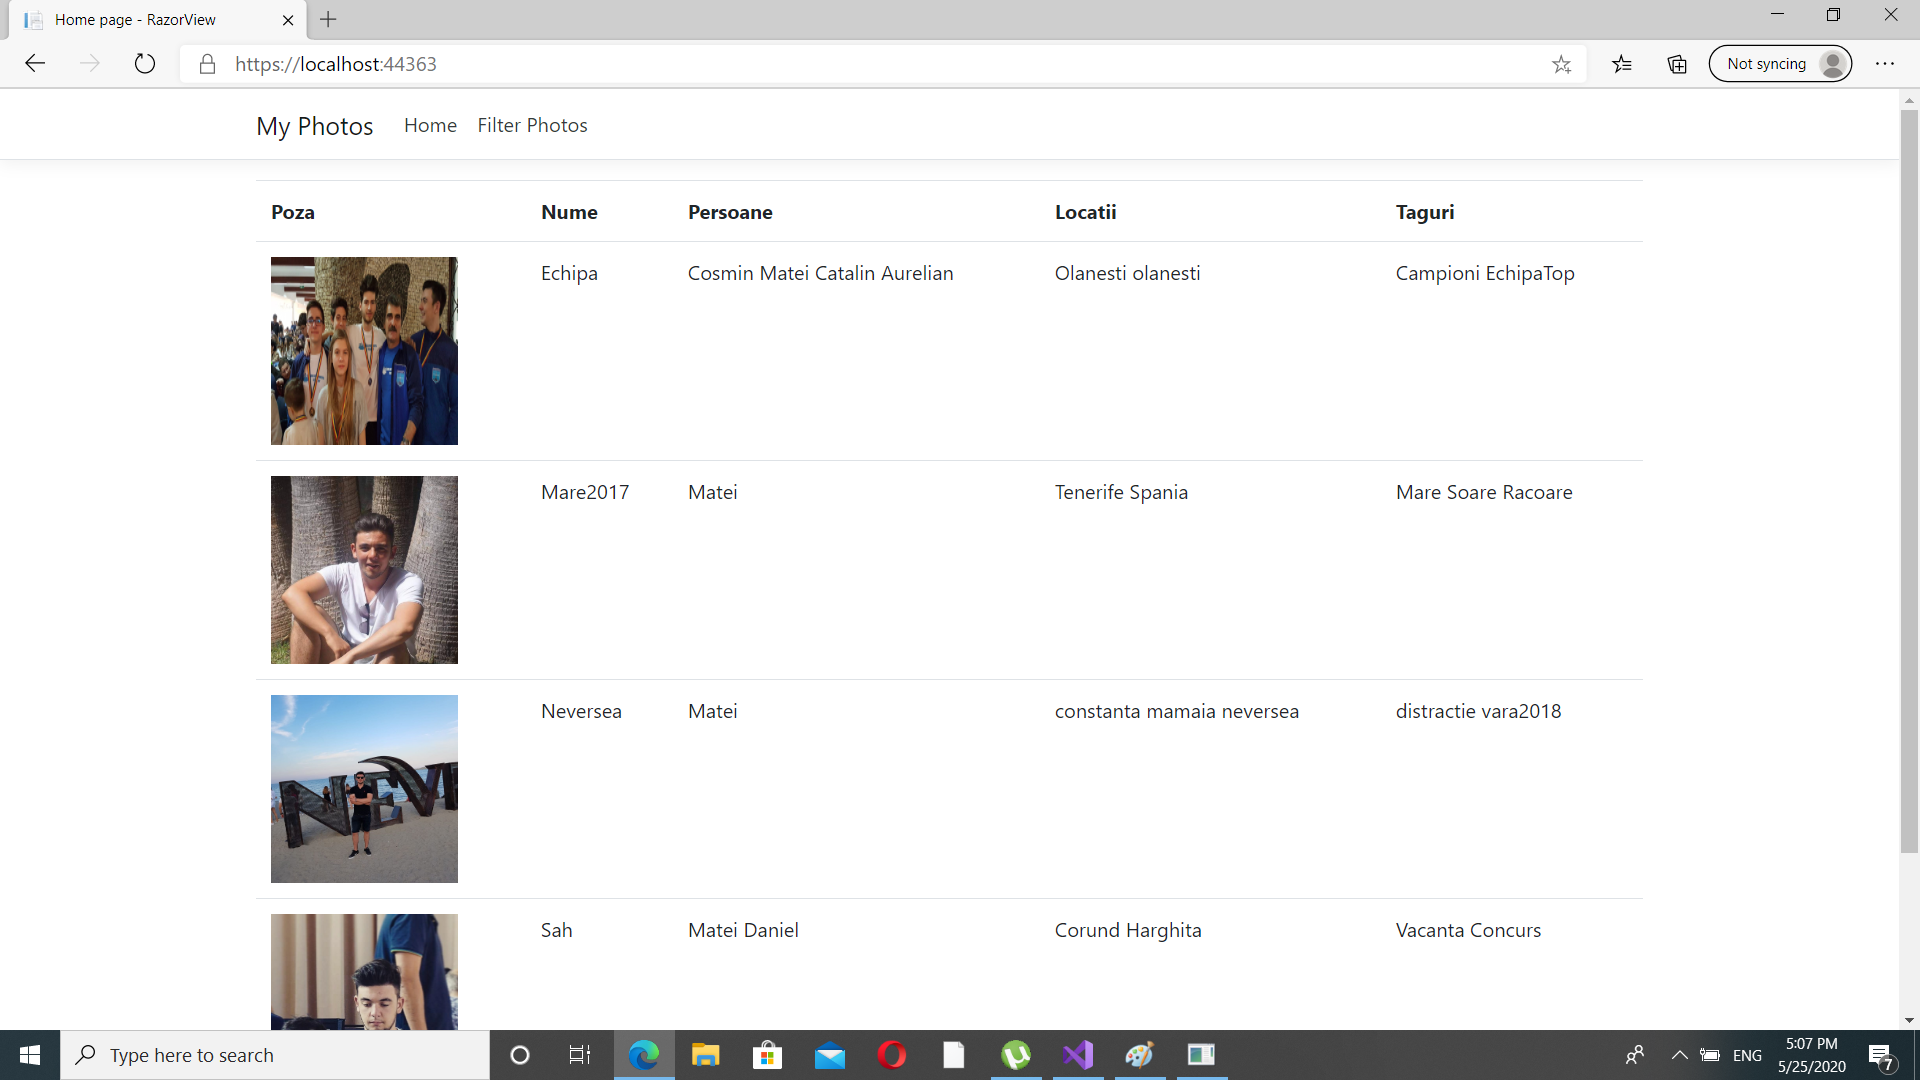 Home page - RazorView
https://localhost:44363
Not syncing
My Photos Home Filter Photos
Poza Nume Persoane Locatii Taguri
Echipa Cosmin Matei Catalin Aurelian Olanesti olanesti Campioni EchipaTop
Mare2017 Matei Tenerife Spania Mare Soare Racoare
Neversea Matei constanta mamaia neversea distractie vara2018
NEVE
Sah Matei Daniel Corund Harghita Vacanta Concurs
Type here to search
ENG
5:07 PM
5/25/2020
7